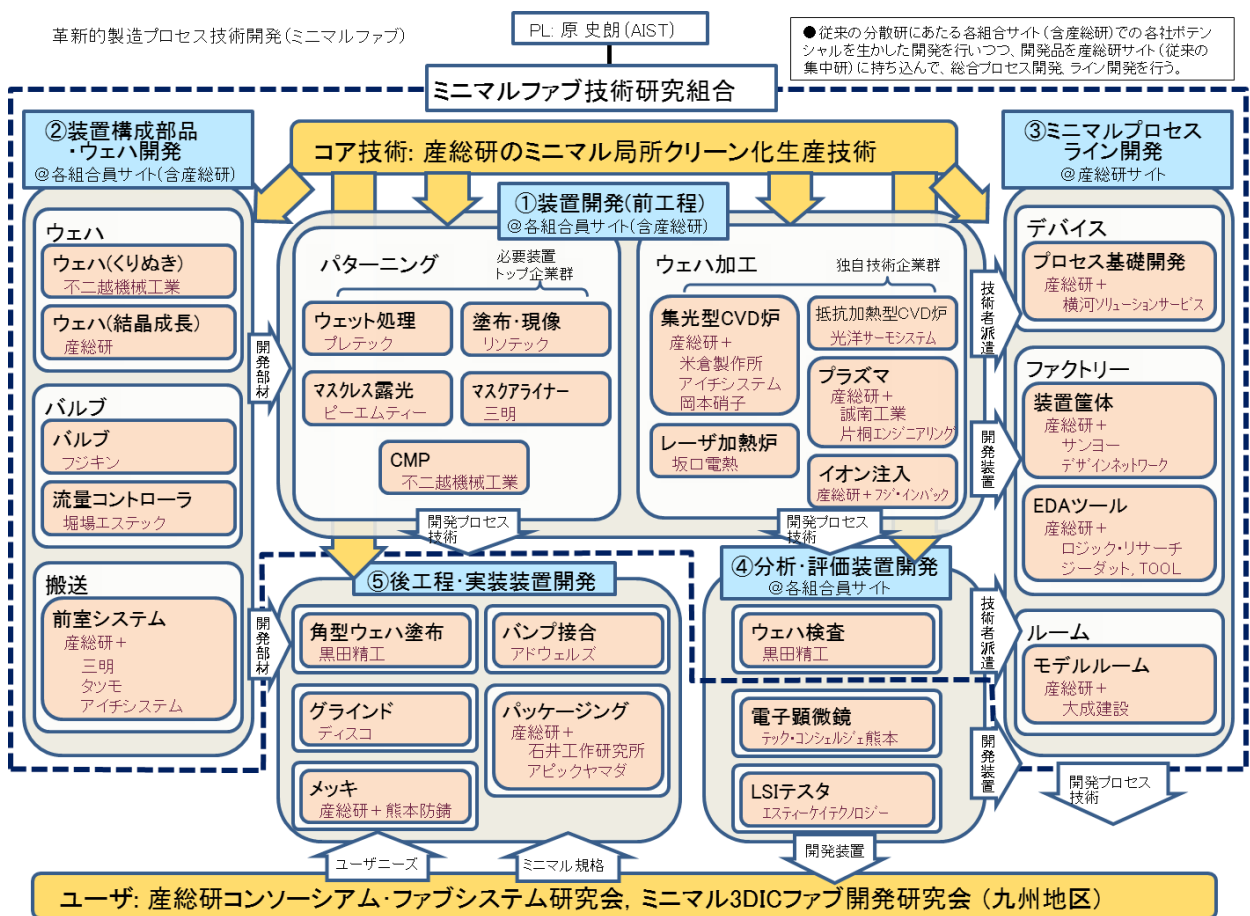 革新的製造プロセス技術開発(ミニマルファブ)
PL: 原 史朗(AIST)
●従来の分散研にあたる各組合サイト(含産総研)での各社ポテン
シャルを生かした開発を行いつつ、開発品を産総研サイト(従来の
集中研)に持ち込んで、総合プロセス開発、ライン開発を行う。
ミニマルファブ技術研究組合
コア技術: 産総研のミニマル局所クリーン化生産技術
②装置構成部品
・ウェハ開発
@各組合員サイト(含産総研)
ウェハ
ウェハ(くりぬき)
不二越機械工業
ウェハ(結晶成長)
産総研
バルブ
バルブ
フジキン
流量コントローラ
堀場エステック
搬送
前室システム
産総研+
三明
タツモ
アイチシステム
開発部材
開発部材
①装置開発(前工程)
@各組合員サイト(含産総研)
パターニング
必要装置
トップ企業群
ウェット処理
プレテック
塗布・現像
リソテック
マスクレス露光
ピーエムティー
マスクアライナー
三明
CMP
不二越機械工業
ウェハ加工
独自技術企業群
集光型CVD炉
産総研+
米倉製作所
アイチシステム
岡本硝子
抵抗加熱型CVD炉
光洋サーモシステム
プラズマ
産総研+
誠南工業
片桐エンジニアリング
レーザ加熱炉
坂口電熱
イオン注入
産総研+フジ・インバック
開発プロセス
技術
開発プロセス
技術
技術者派遣
開発装置
③ミニマルプロセス
ライン開発
@産総研サイト
デバイス
プロセス基礎開発
産総研+
横河ソリューションサービス
ファクトリー
装置筐体
産総研+
サンヨー
デザインネットワーク
EDAツール
産総研+
ロジック・リサーチ
ジーダット, TOOL
ルーム
モデルルーム
産総研+
大成建設
開発プロセス
技術
⑤後工程・実装装置開発
角型ウェハ塗布
黒田精工
バンプ接合
アドウェルズ
グラインド
ディスコ
パッケージング
産総研+
石井工作研究所
アピックヤマダ
メッキ
産総研+熊本防錆
④分析・評価装置開発
@各組合員サイト
ウェハ検査
黒田精工
電子顕微鏡
テック・コンシェルジェ熊本
LSIテスタ
エスティーケイテクノロジー
技術者派遣
開発装置
ユーザニーズ
ミニマル規格
開発装置
ユーザ: 産総研コンソーシアム・ファブシステム研究会, ミニマル3DICファブ開発研究会 (九州地区)